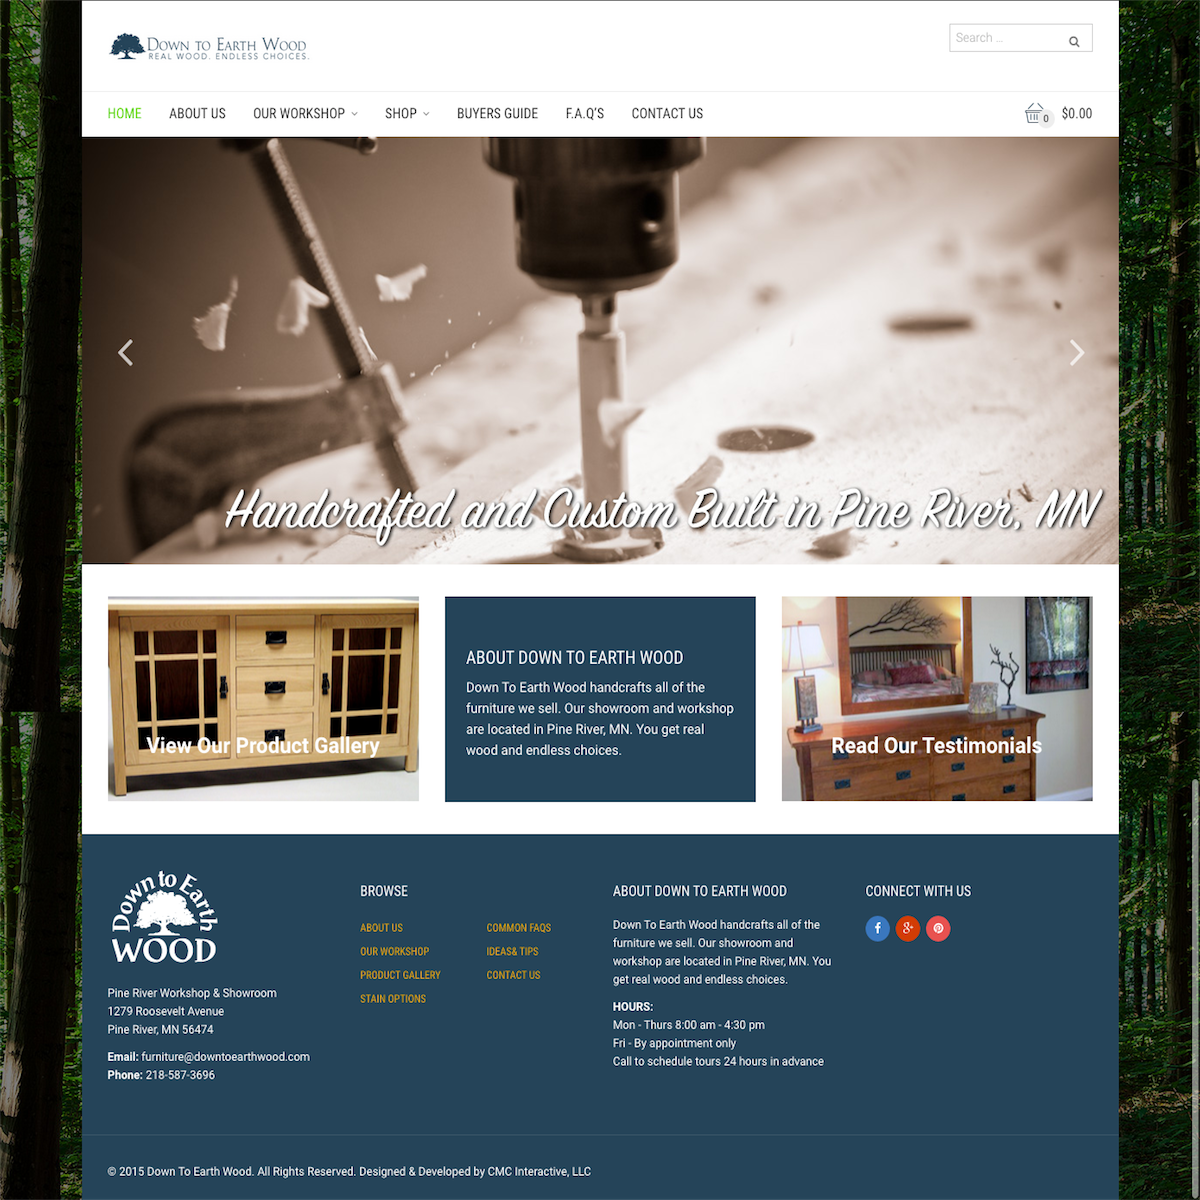 Down to Earth Wood
Real Wood. Endless Choices.
Search ...
HOME
ABOUT US
OUR WORKSHOP
SHOP
BUYERS GUIDE
F.A.Q'S
CONTACT US
0
$0.00
Handcrafted and Custom Built in Pine River, MN
View Our Product Gallery
ABOUT DOWN TO EARTH WOOD
Down To Earth Wood handcrafts all of the
furniture we sell. Our showroom and workshop
are located in Pine River, MN. You get real
wood and endless choices.
Read Our Testimonials
Down to Earth
WOOD
Pine River Workshop & Showroom
1279 Roosevelt Avenue
Pine River, MN 56474
Email: furniture@downtoearthwood.com
Phone: 218-587-3696
BROWSE
ABOUT US
OUR WORKSHOP
PRODUCT GALLERY
STAIN OPTIONS
COMMON FAQS
IDEAS& TIPS
CONTACT US
ABOUT DOWN TO EARTH WOOD
Down To Earth Wood handcrafts all of the
furniture we sell. Our showroom and
workshop are located in Pine River, MN. You
get real wood and endless choices.
HOURS:
Mon - Thurs 8:00 am - 4:30 pm
Fri - By appointment only
Call to schedule tours 24 hours in advance
CONNECT WITH US
© 2015 Down To Earth Wood. All Rights Reserved. Designed & Developed by CMC Interactive, LLC